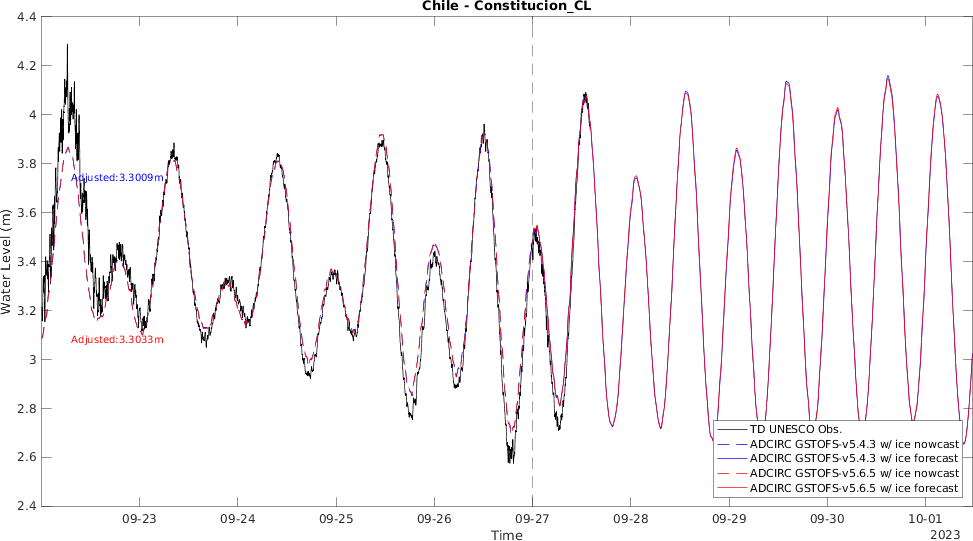 Chile - Constitucion_CL
4.4
4.2
4
3.8
3.6
3.4
3.2
3
2.8
2.6
2.4
Water Level (m)
Adjusted:3.3009m
Adjusted:3.3033m
TD UNESCO Obs.
ADCIRC GSTOFS-v5.4.3 w/ ice nowcast
ADCIRC GSTOFS-v5.4.3 w/ ice forecast
ADCIRC GSTOFS-v5.6.5 w/ ice nowcast
ADCIRC GSTOFS-v5.6.5 w/ ice forecast
09-23 09-24 09-25 09-26 09-27 09-28 09-29 09-30 10-01
Time
2023